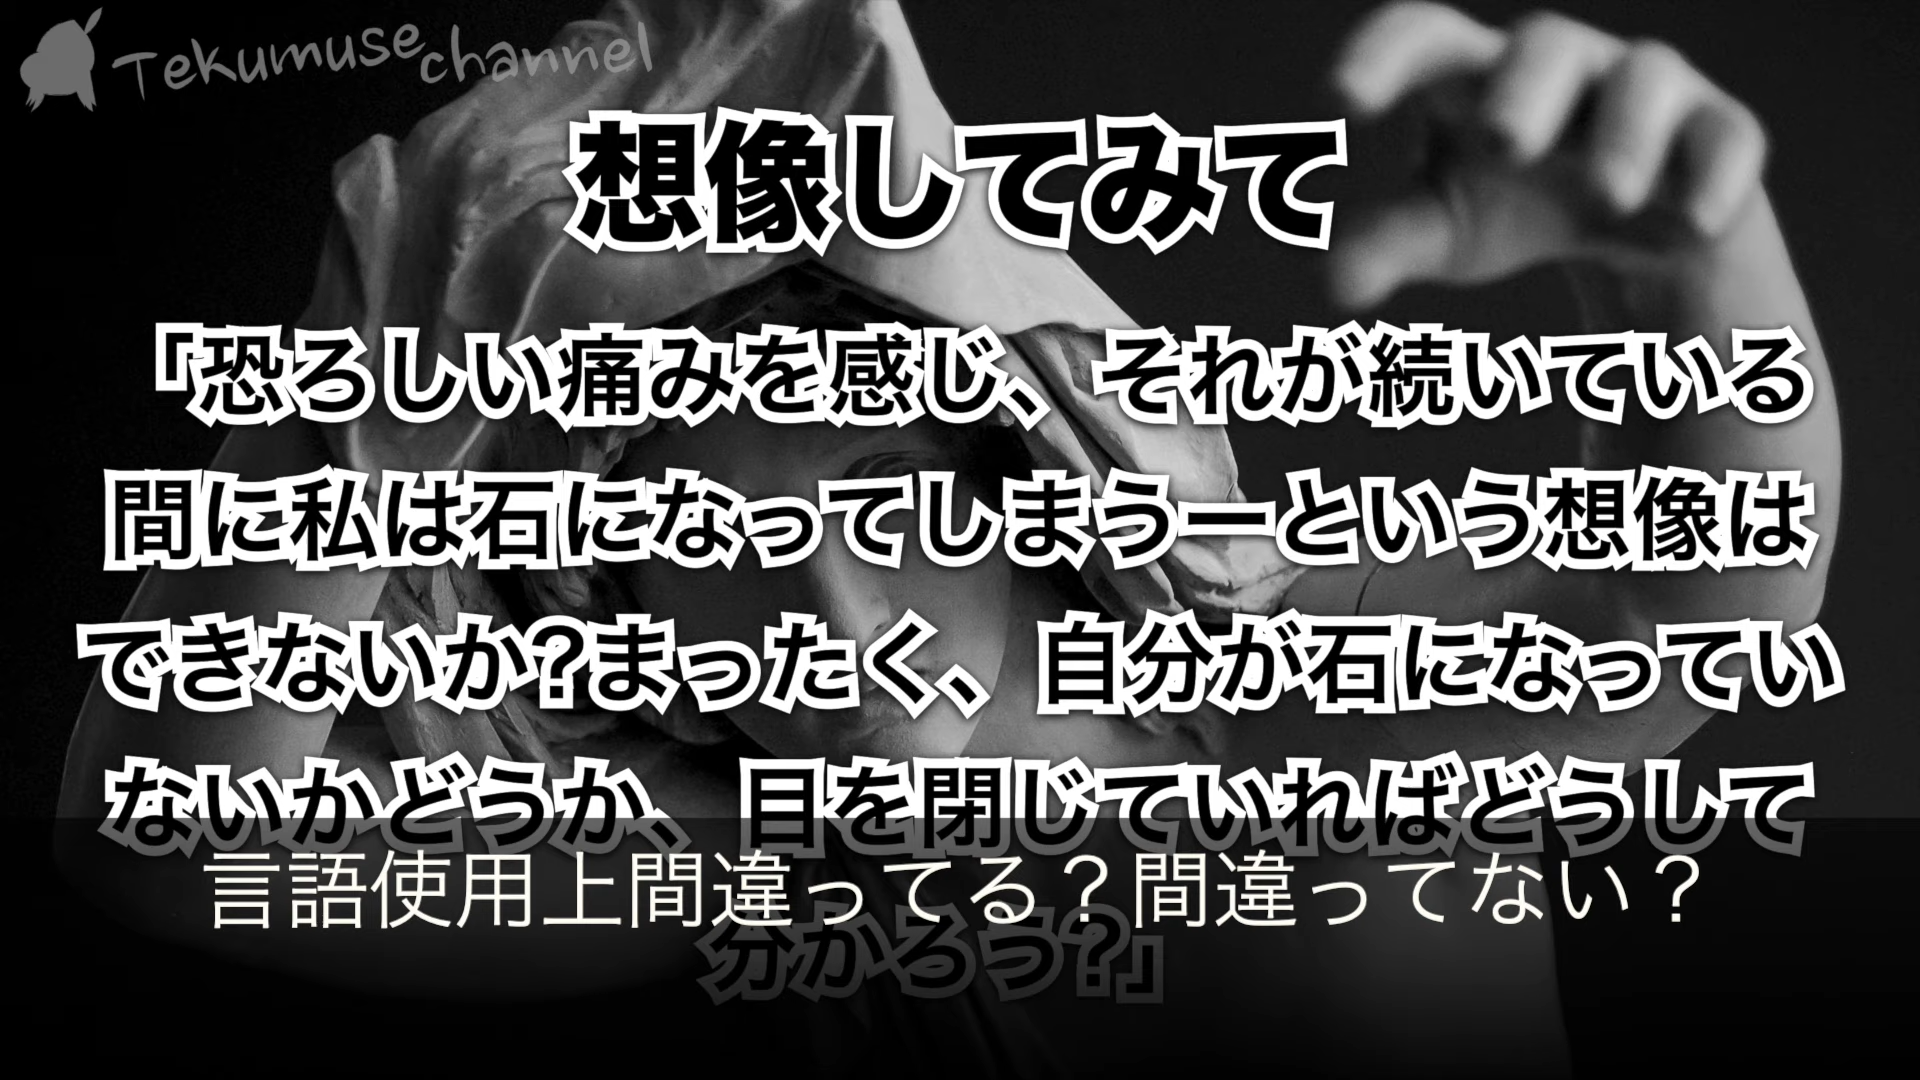 Tekumuse channel
想像してみて
「恐ろしい痛みを感じ、それが続いている
間に私は石になってしまうーという想像は
できないか?まったく、自分が石になってい
ないかどうか、目を閉じていればどうして
言語使用上間違ってる？間違ってない？
分かろう?」